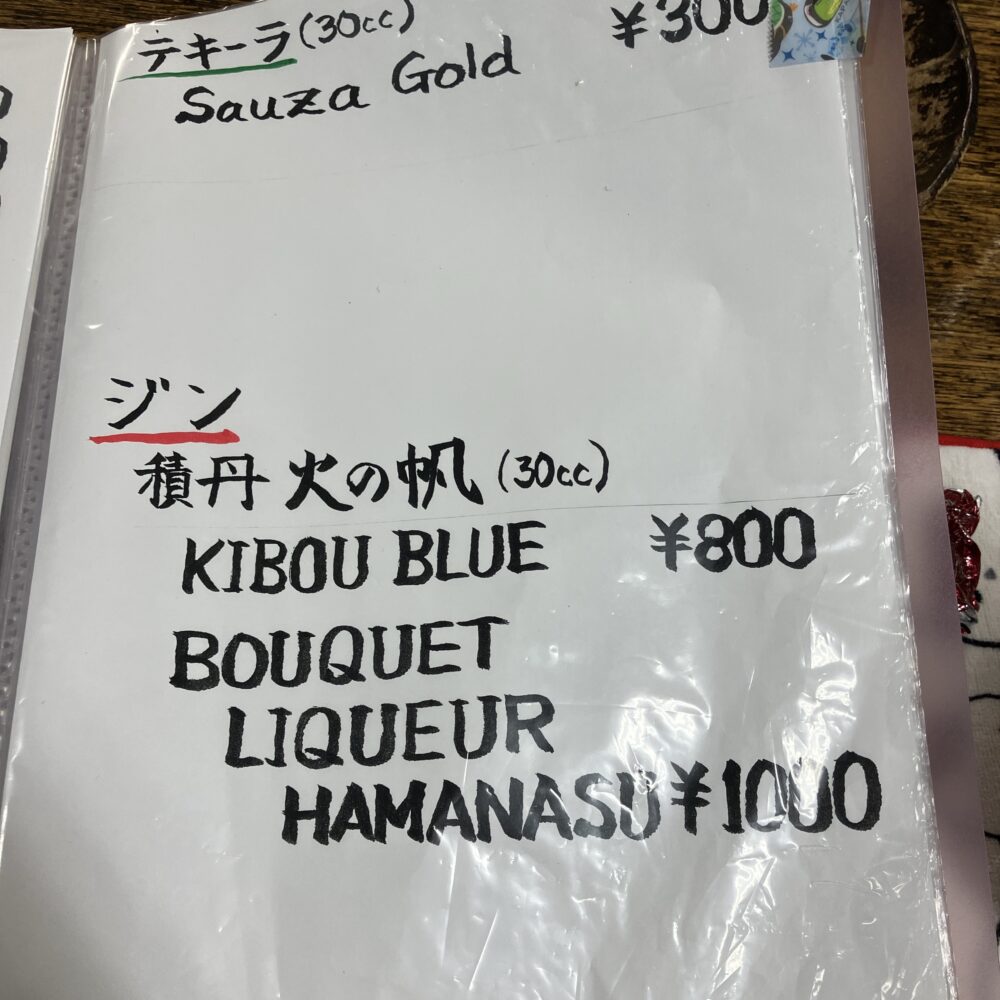 テキーラ(30cc) ¥300
Sauza Gold
ジン
積丹 火の帆 (30cc)
KIBOU BLUE ¥800
BOUQUET
LIQUEUR
HAMANASU ¥1000